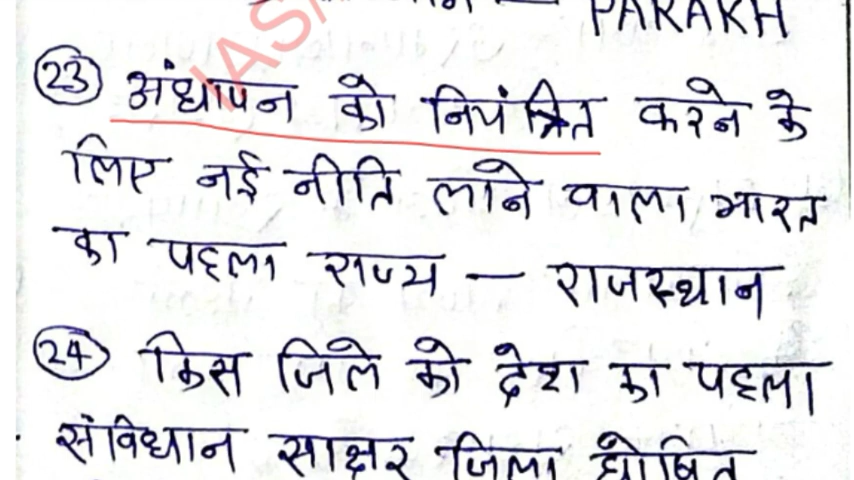 PARAKH
(23) अंधापन को नियंत्रित करने के
लिए नई नीति लाने वाला भारत
का पहला राज्य — राजस्थान
(24) किस जिले को देश का पहला
संविधान साक्षर जिला घोषित